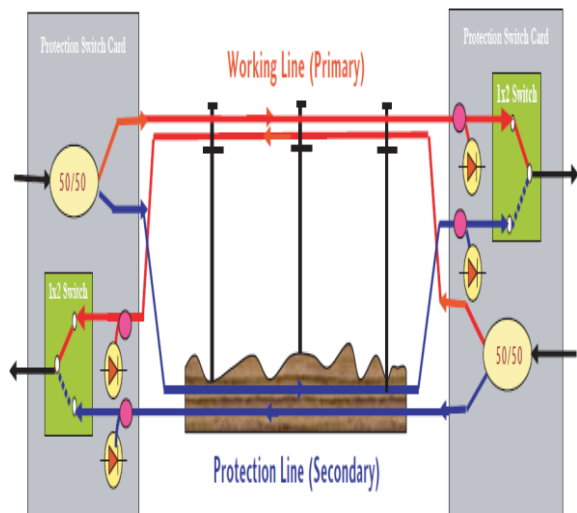 Protection Switch Card
Protection Switch Card
Working Line (Primary)
1x2 Switch
50/50
1x2 Switch
50/50
Protection Line (Secondary)